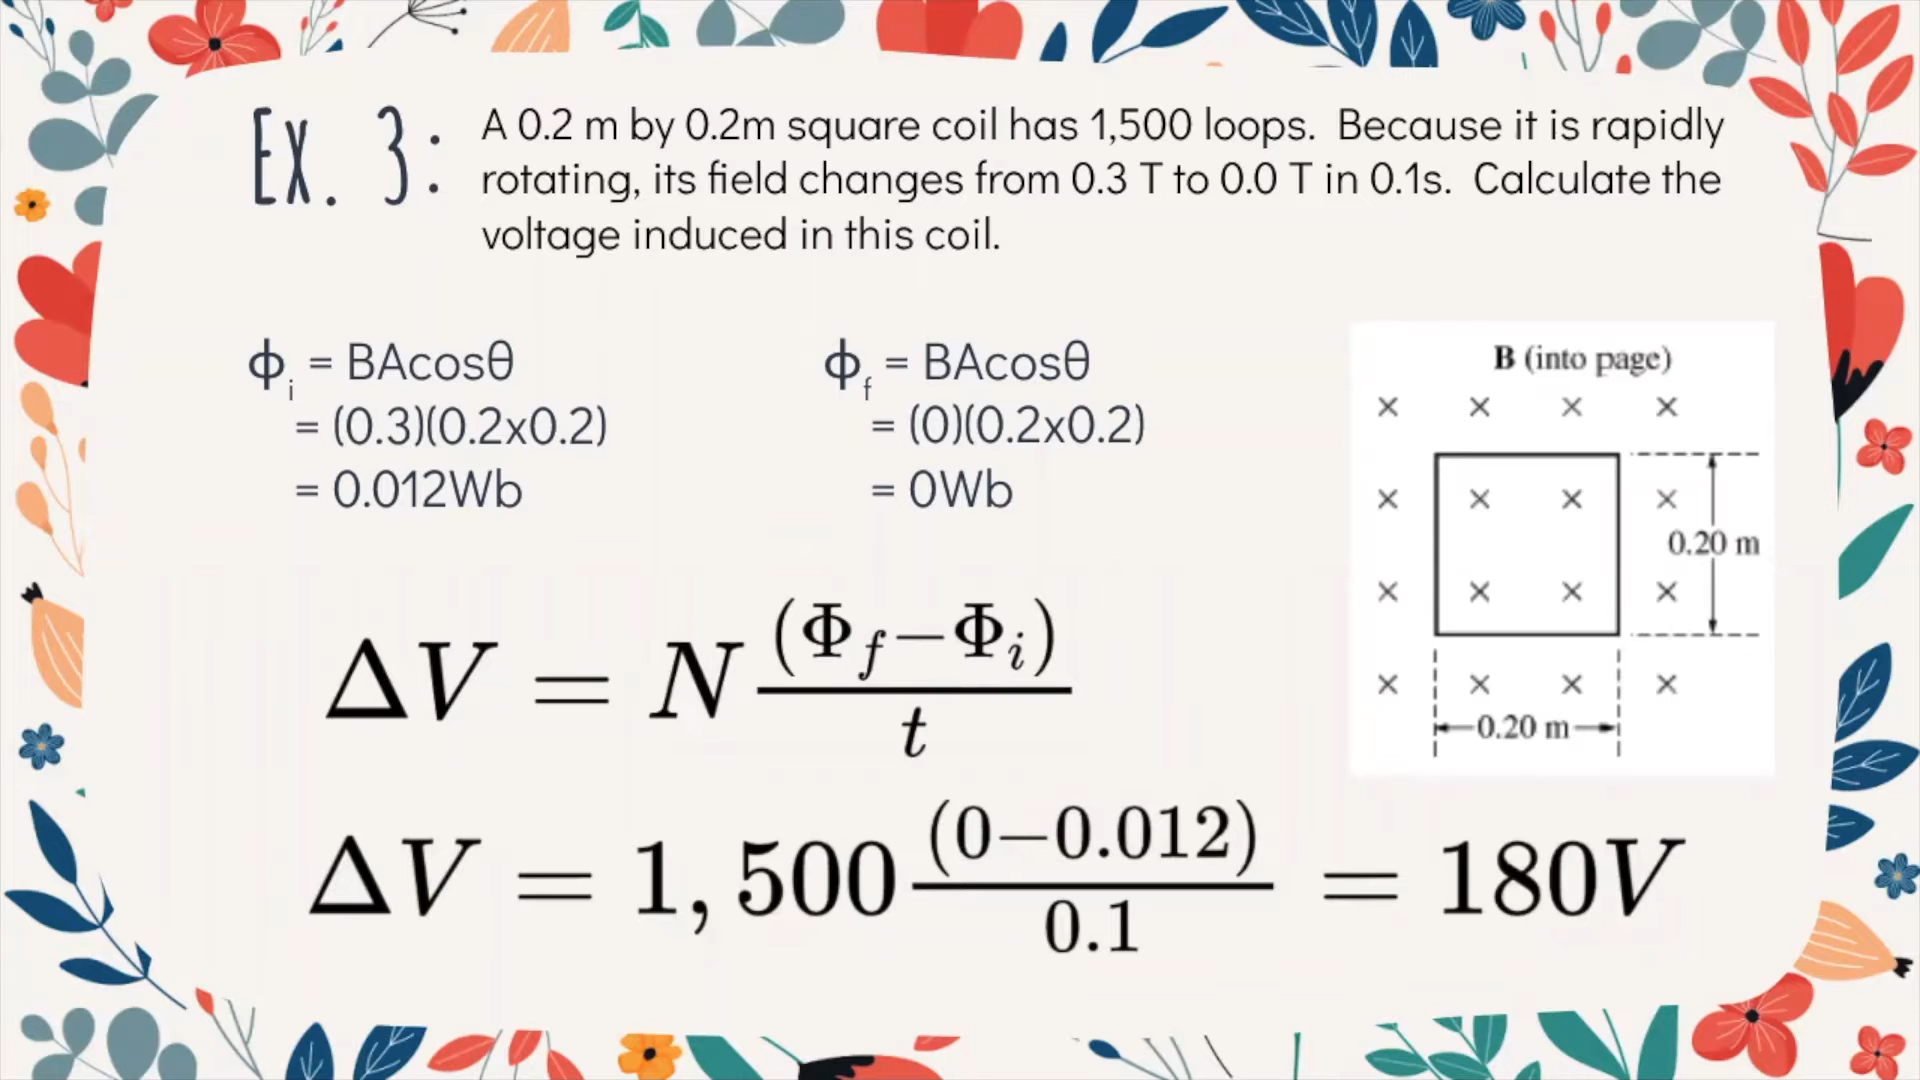 Ex. 3:
A 0.2 m by 0.2m square coil has 1,500 loops. Because it is rapidly
rotating, its field changes from 0.3 T to 0.0 T in 0.1s. Calculate the
voltage induced in this coil.
ϕi = BAcosθ
= (0.3)(0.2x0.2)
= 0.012Wb
ϕf = BAcosθ
= (0)(0.2x0.2)
= 0Wb
B (into page)
× × × ×
× × × ×
0.20 m
× × × ×
× × × ×
0.20 m
ΔV = N (Φf−Φi) / t
ΔV = 1,500 (0−0.012) / 0.1 = 180V